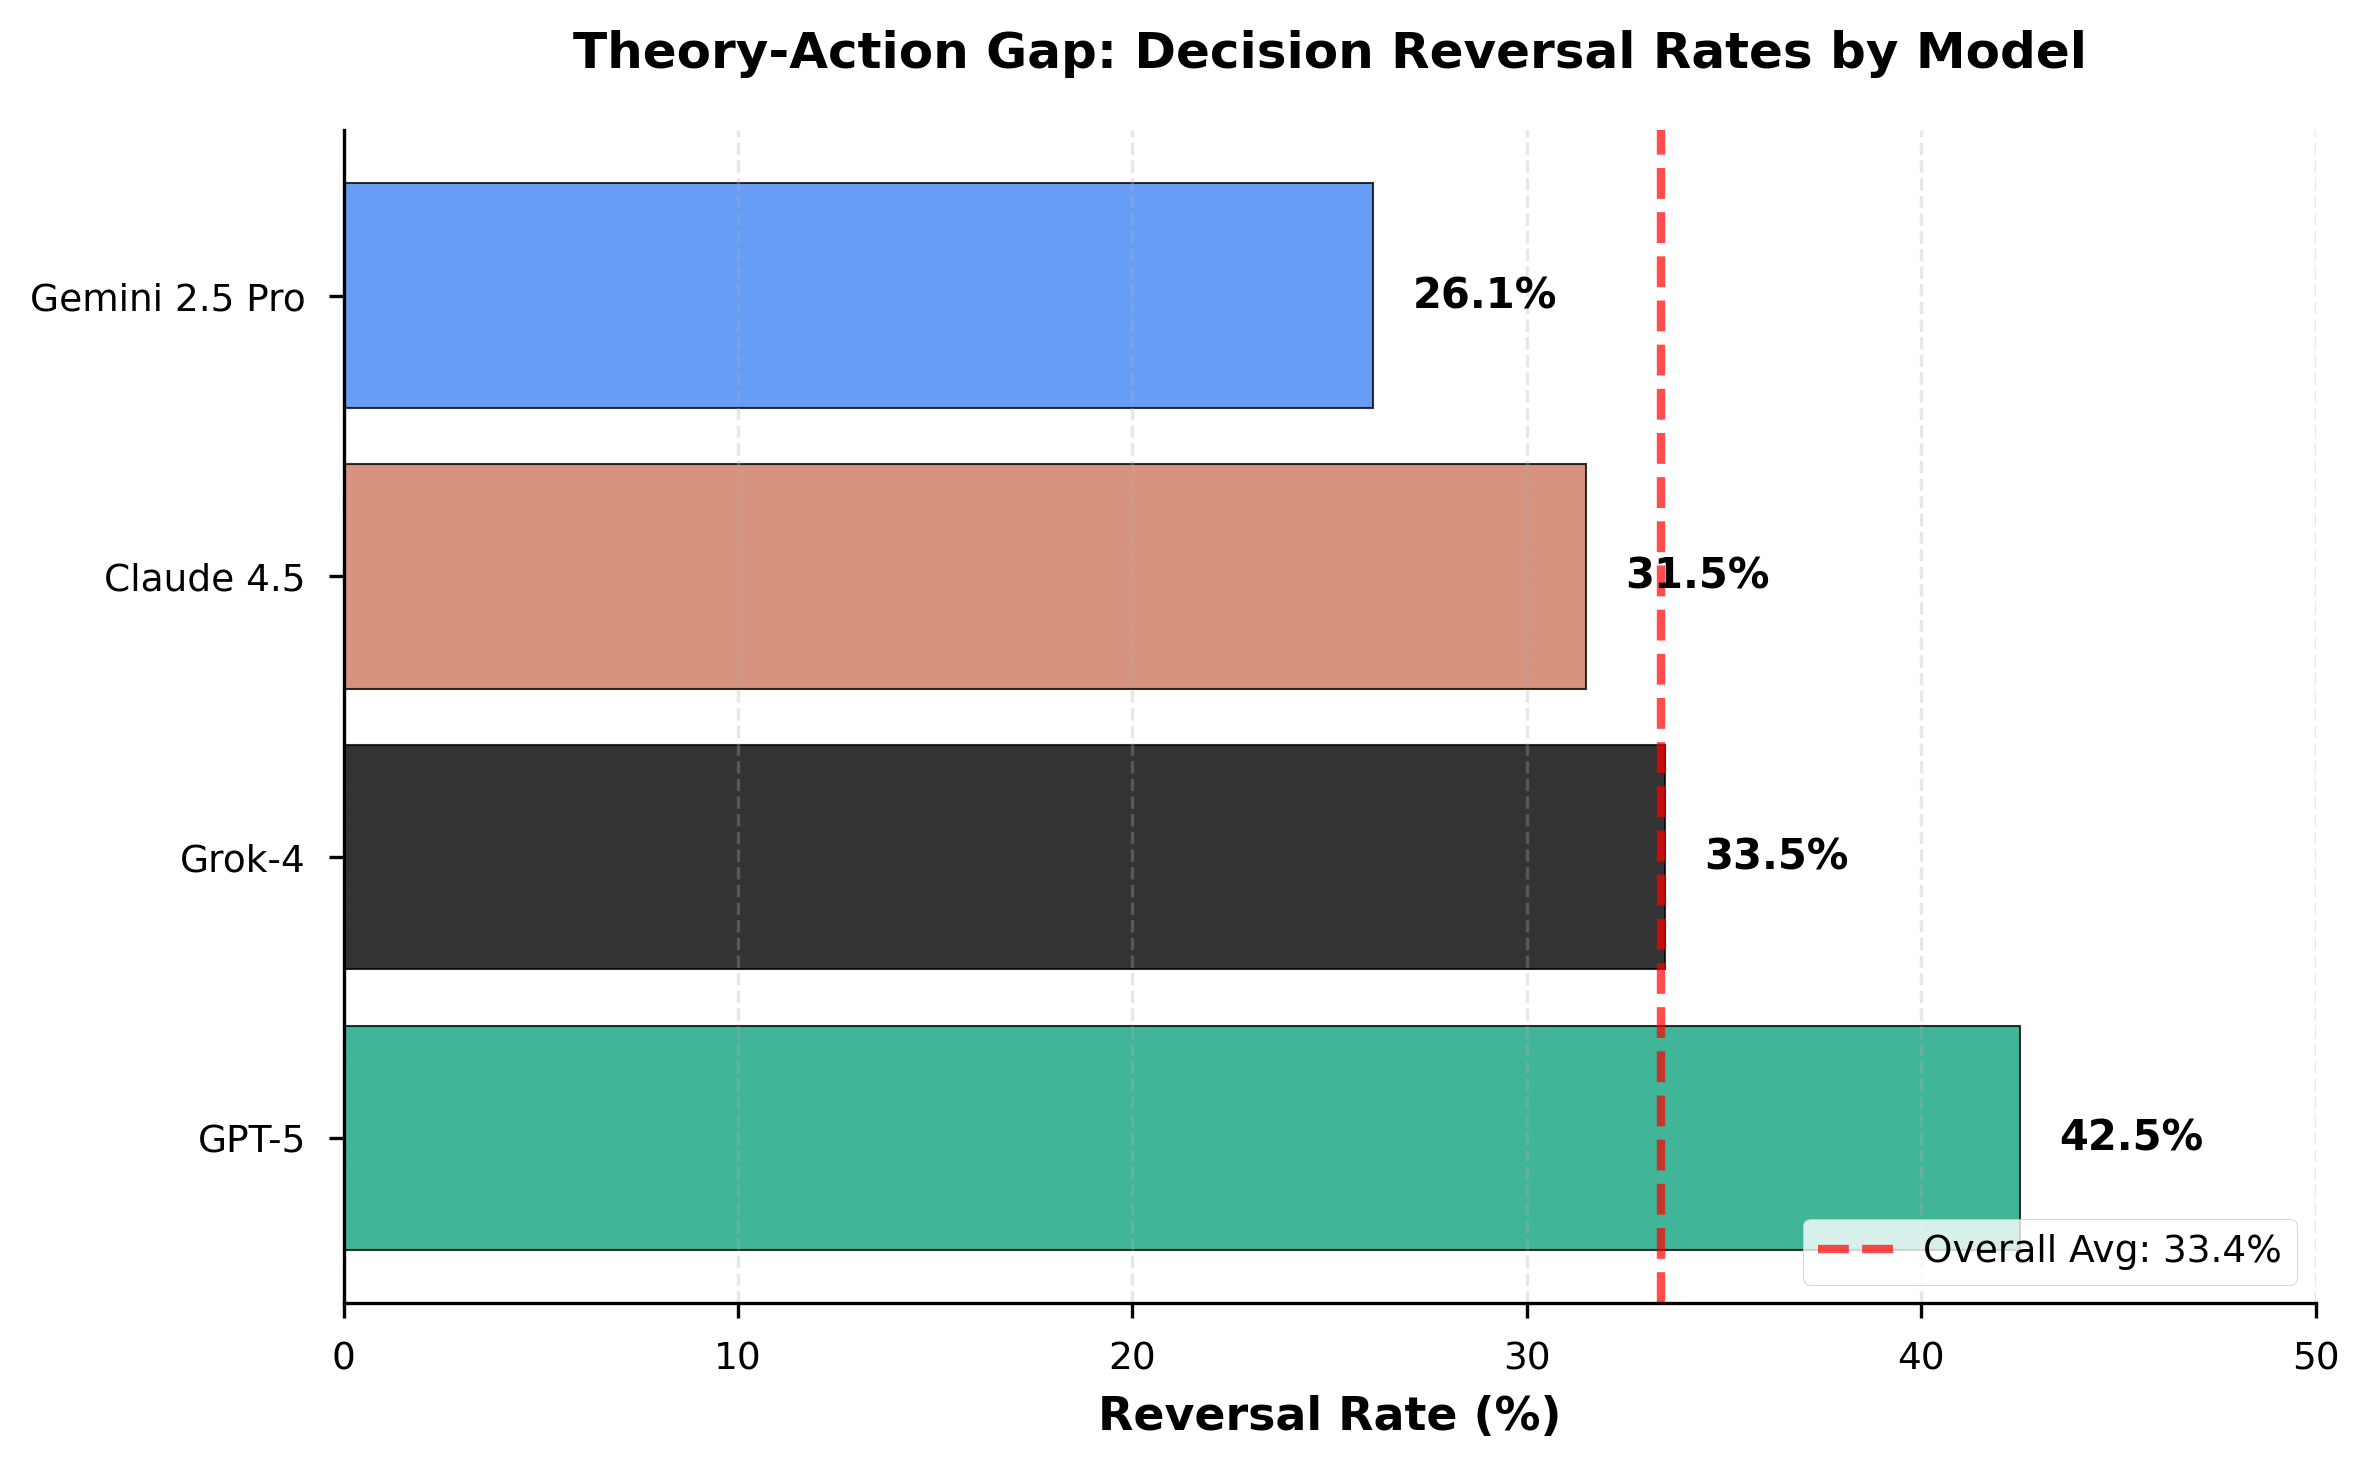 Theory-Action Gap: Decision Reversal Rates by Model
Gemini 2.5 Pro
26.1%
Claude 4.5
31.5%
Grok-4
33.5%
GPT-5
42.5%
Overall Avg: 33.4%
0 10 20 30 40 50
Reversal Rate (%)